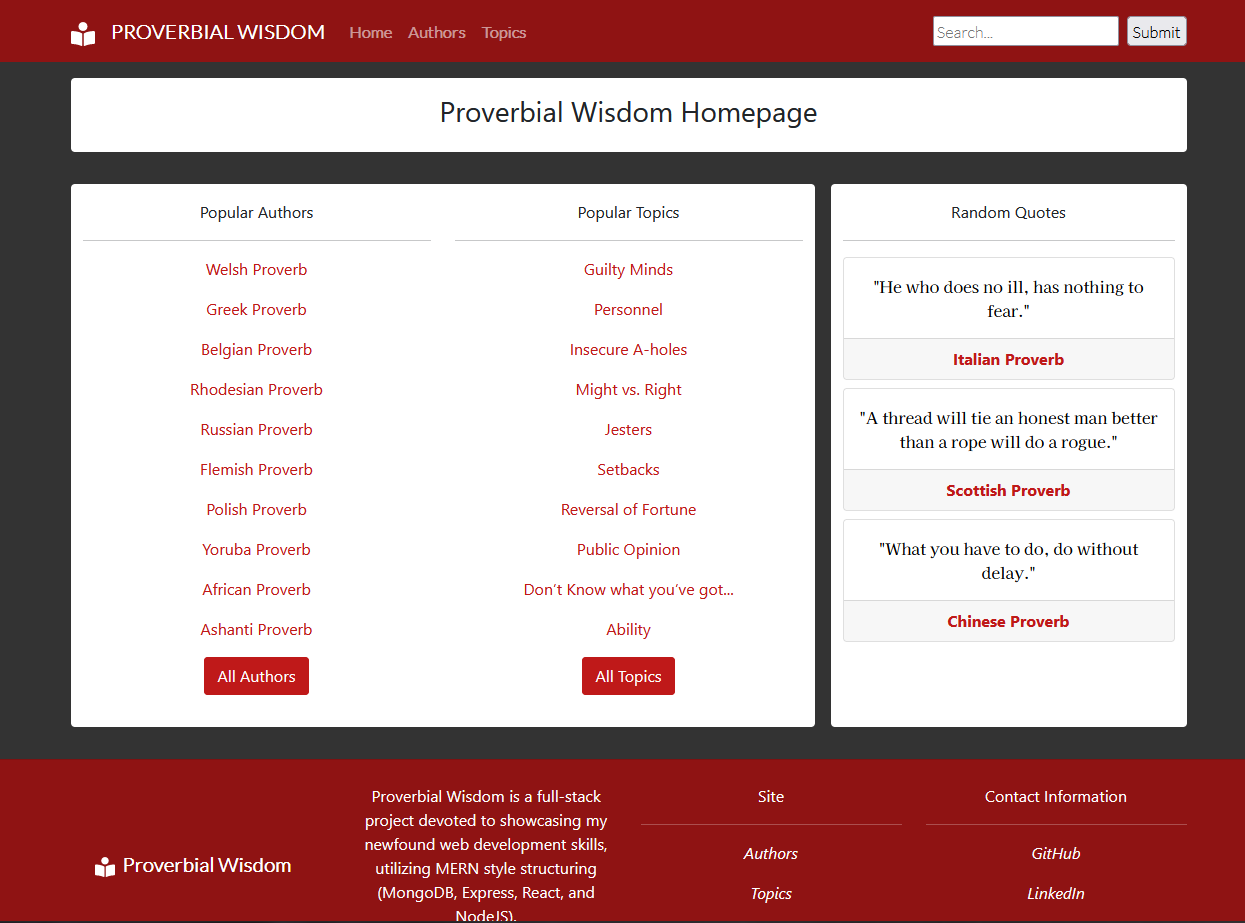 PROVERBIAL WISDOM
Home
Authors
Topics
Search...
Submit
Proverbial Wisdom Homepage
Popular Authors
Welsh Proverb
Greek Proverb
Belgian Proverb
Rhodesian Proverb
Russian Proverb
Flemish Proverb
Polish Proverb
Yoruba Proverb
African Proverb
Ashanti Proverb
All Authors
Popular Topics
Guilty Minds
Personnel
Insecure A-holes
Might vs. Right
Jesters
Setbacks
Reversal of Fortune
Public Opinion
Don't Know what you've got...
Ability
All Topics
Random Quotes
"He who does no ill, has nothing to
fear."
Italian Proverb
"A thread will tie an honest man better
than a rope will do a rogue."
Scottish Proverb
"What you have to do, do without
delay."
Chinese Proverb
Proverbial Wisdom
Proverbial Wisdom is a full-stack
project devoted to showcasing my
newfound web development skills,
utilizing MERN style structuring
(MongoDB, Express, React, and
NodeJS).
Site
Authors
Topics
Contact Information
GitHub
LinkedIn